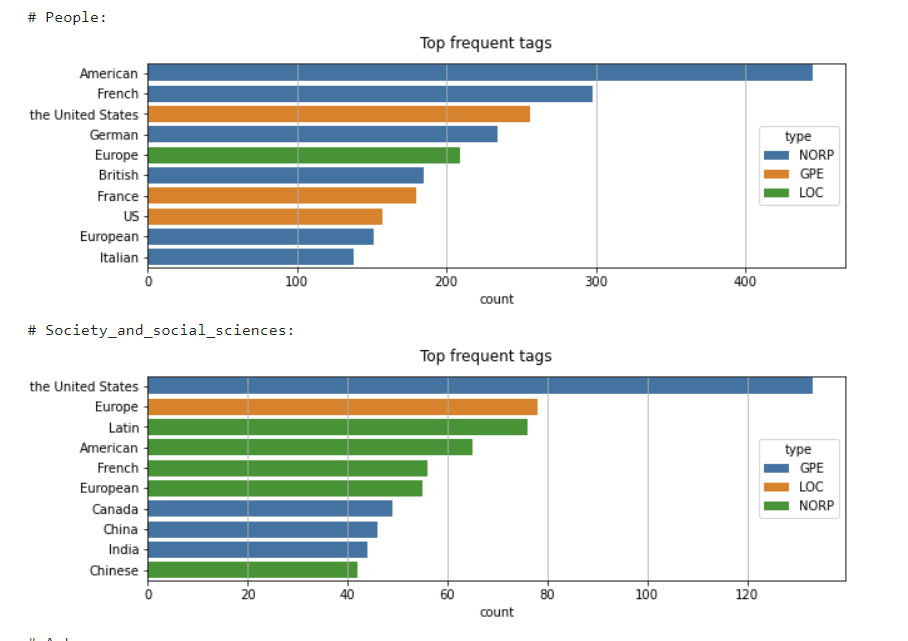 # People:
Top frequent tags
American
French
the United States
German
Europe
British
France
US
European
Italian
type
NORP
GPE
LOC
0 100 200 300 400
count
# Society_and_social_sciences:
Top frequent tags
the United States
Europe
Latin
American
French
European
Canada
China
India
Chinese
type
GPE
LOC
NORP
0 20 40 60 80 100 120
count